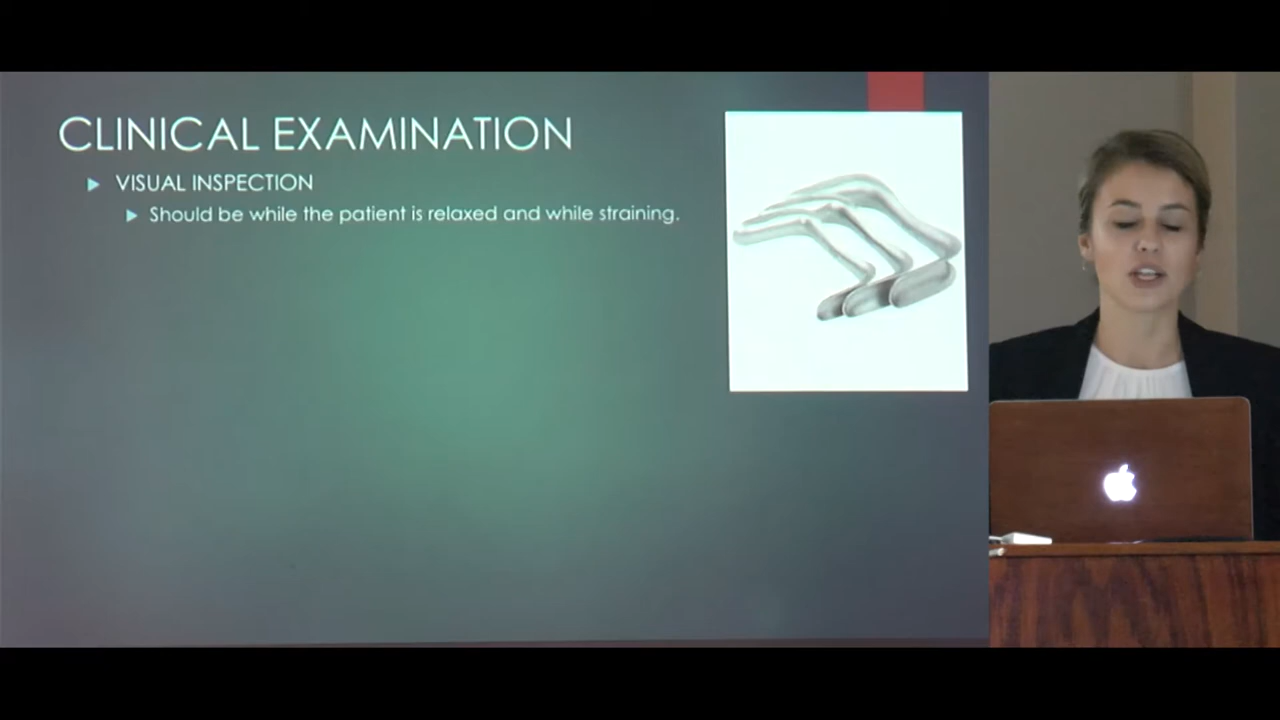 CLINICAL EXAMINATION
VISUAL INSPECTION
Should be while the patient is relaxed and while straining.